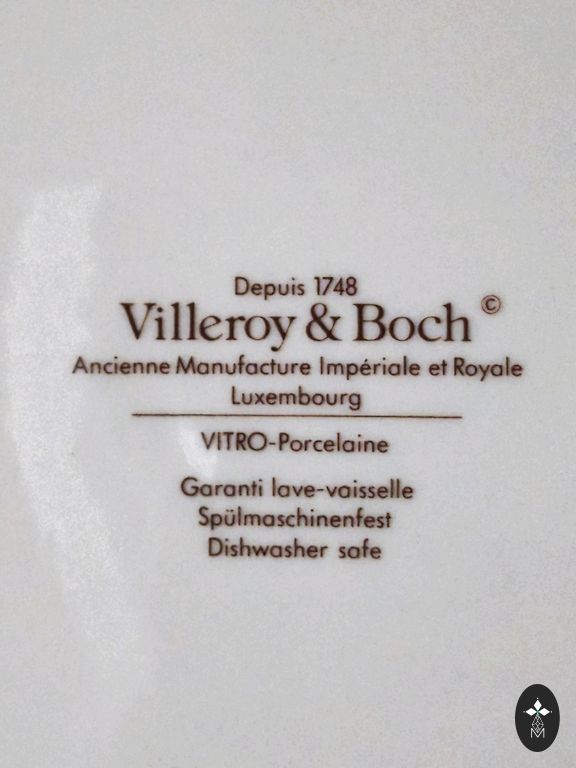 Depuis 1748
Villeroy & Boch ©
Ancienne Manufacture Impériale et Royale
Luxembourg
VITRO-Porcelaine
Garanti lave-vaisselle
Spülmaschinenfest
Dishwasher safe
M